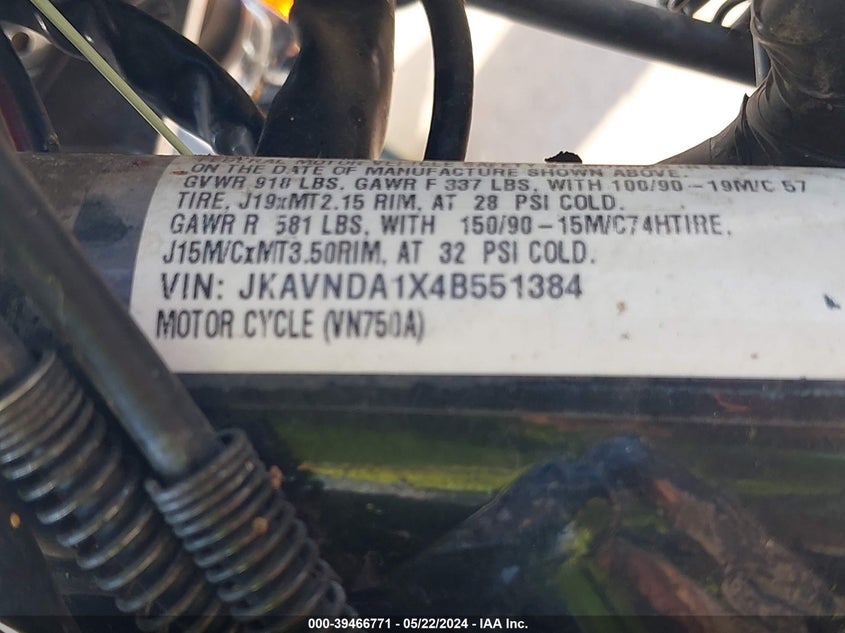 ON THE DATE OF MANUFACTURE SHOWN ABOVE.
GVWR 918 LBS. GAWR F 337 LBS. WITH 100/90-19M/C 57
TIRE, J19xMT2.15 RIM, AT 28 PSI COLD.
GAWR R 581 LBS, WITH 150/90-15M/C74HTIRE,
J15M/CxMT3.50RIM, AT 32 PSI COLD.
VIN: JKAVNDA1X4B551384
MOTOR CYCLE (VN750A)
000-39466771 - 05/22/2024 - IAA Inc.